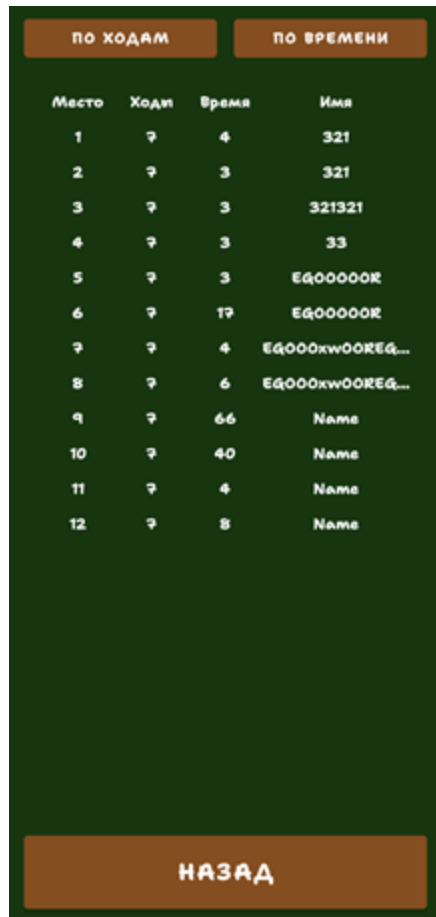 ПО ХОДАМ ПО ВРЕМЕНИ
Место Ходы Время Имя
1 7 4 321
2 7 3 321
3 7 3 321321
4 7 3 33
5 7 3 EGOOOOOR
6 7 17 EGOOOOOR
7 7 4 EGOOOxwOOREG...
8 7 6 EGOOOxwOOREG...
9 7 66 Name
10 7 40 Name
11 7 4 Name
12 7 8 Name
НАЗАД